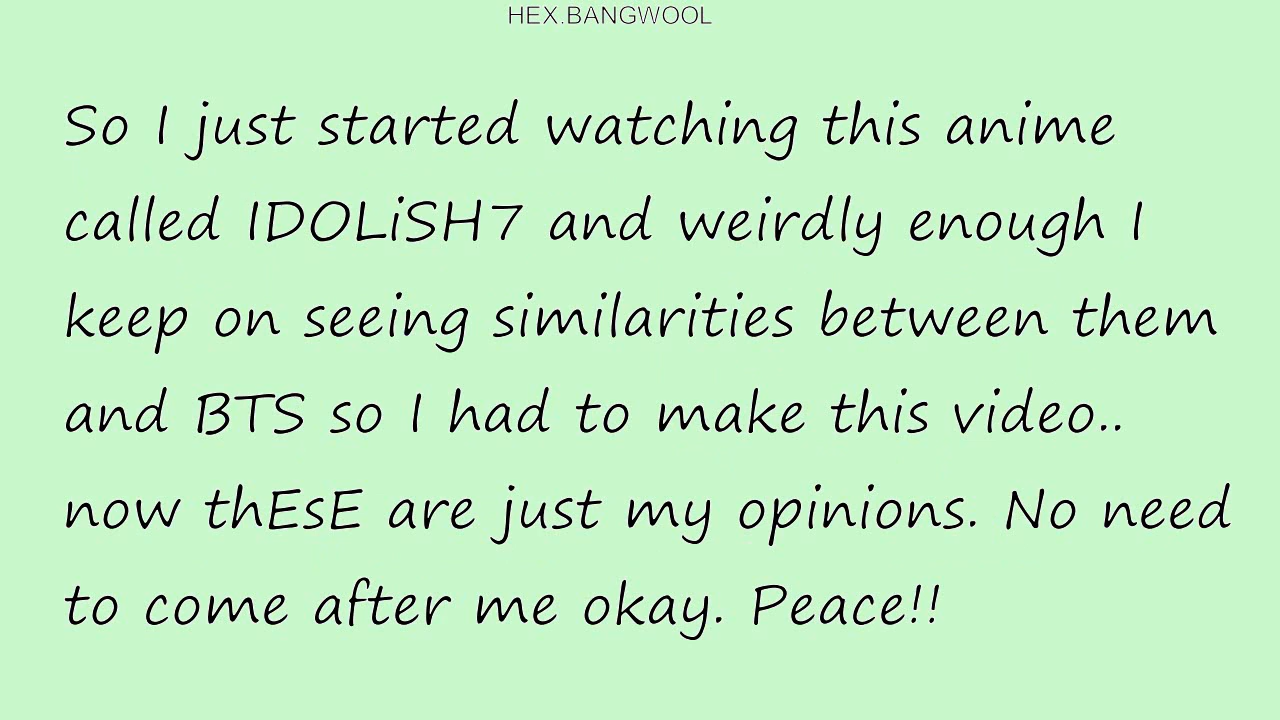 HEX.BANGWOOL
So I just started watching this anime
called IDOLiSH7 and weirdly enough I
keep on seeing similarities between them
and BTS so I had to make this video..
now thEsE are just my opinions. No need
to come after me okay. Peace!!